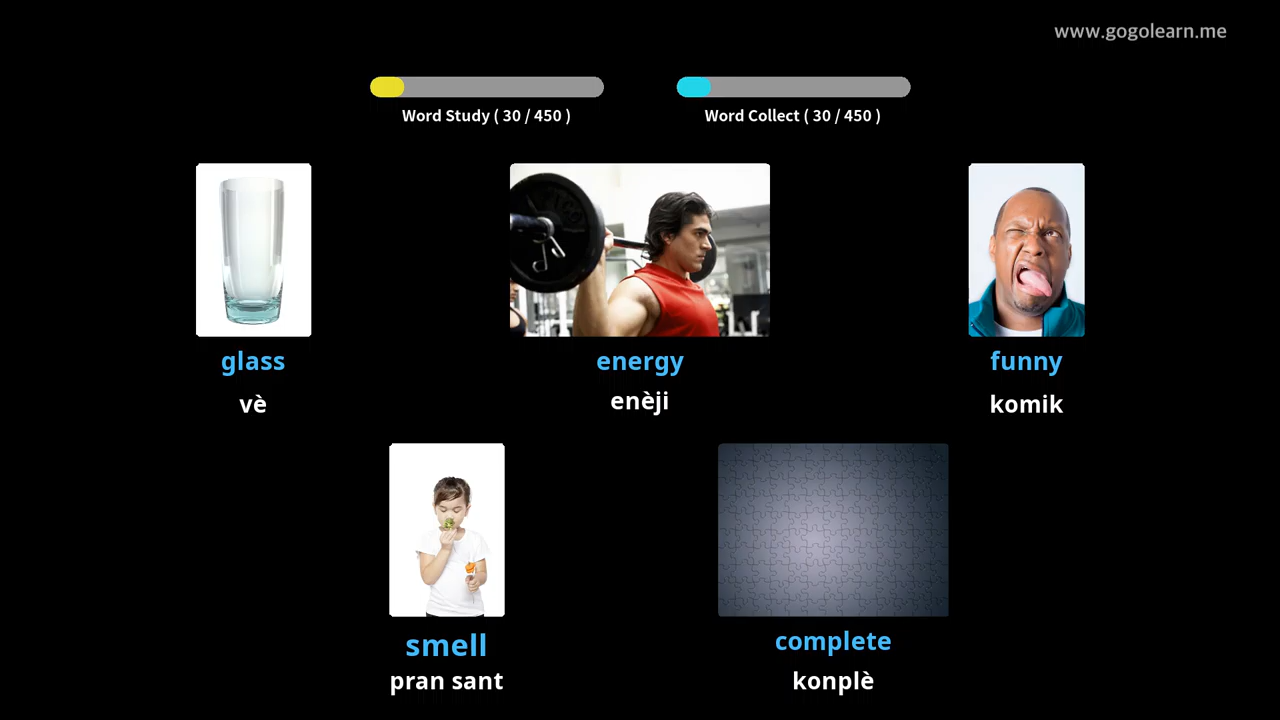 www.gogolearn.me
Word Study ( 30 / 450 )
Word Collect ( 30 / 450 )
glass
vè
energy
enèji
funny
komik
smell
pran sant
complete
konplè